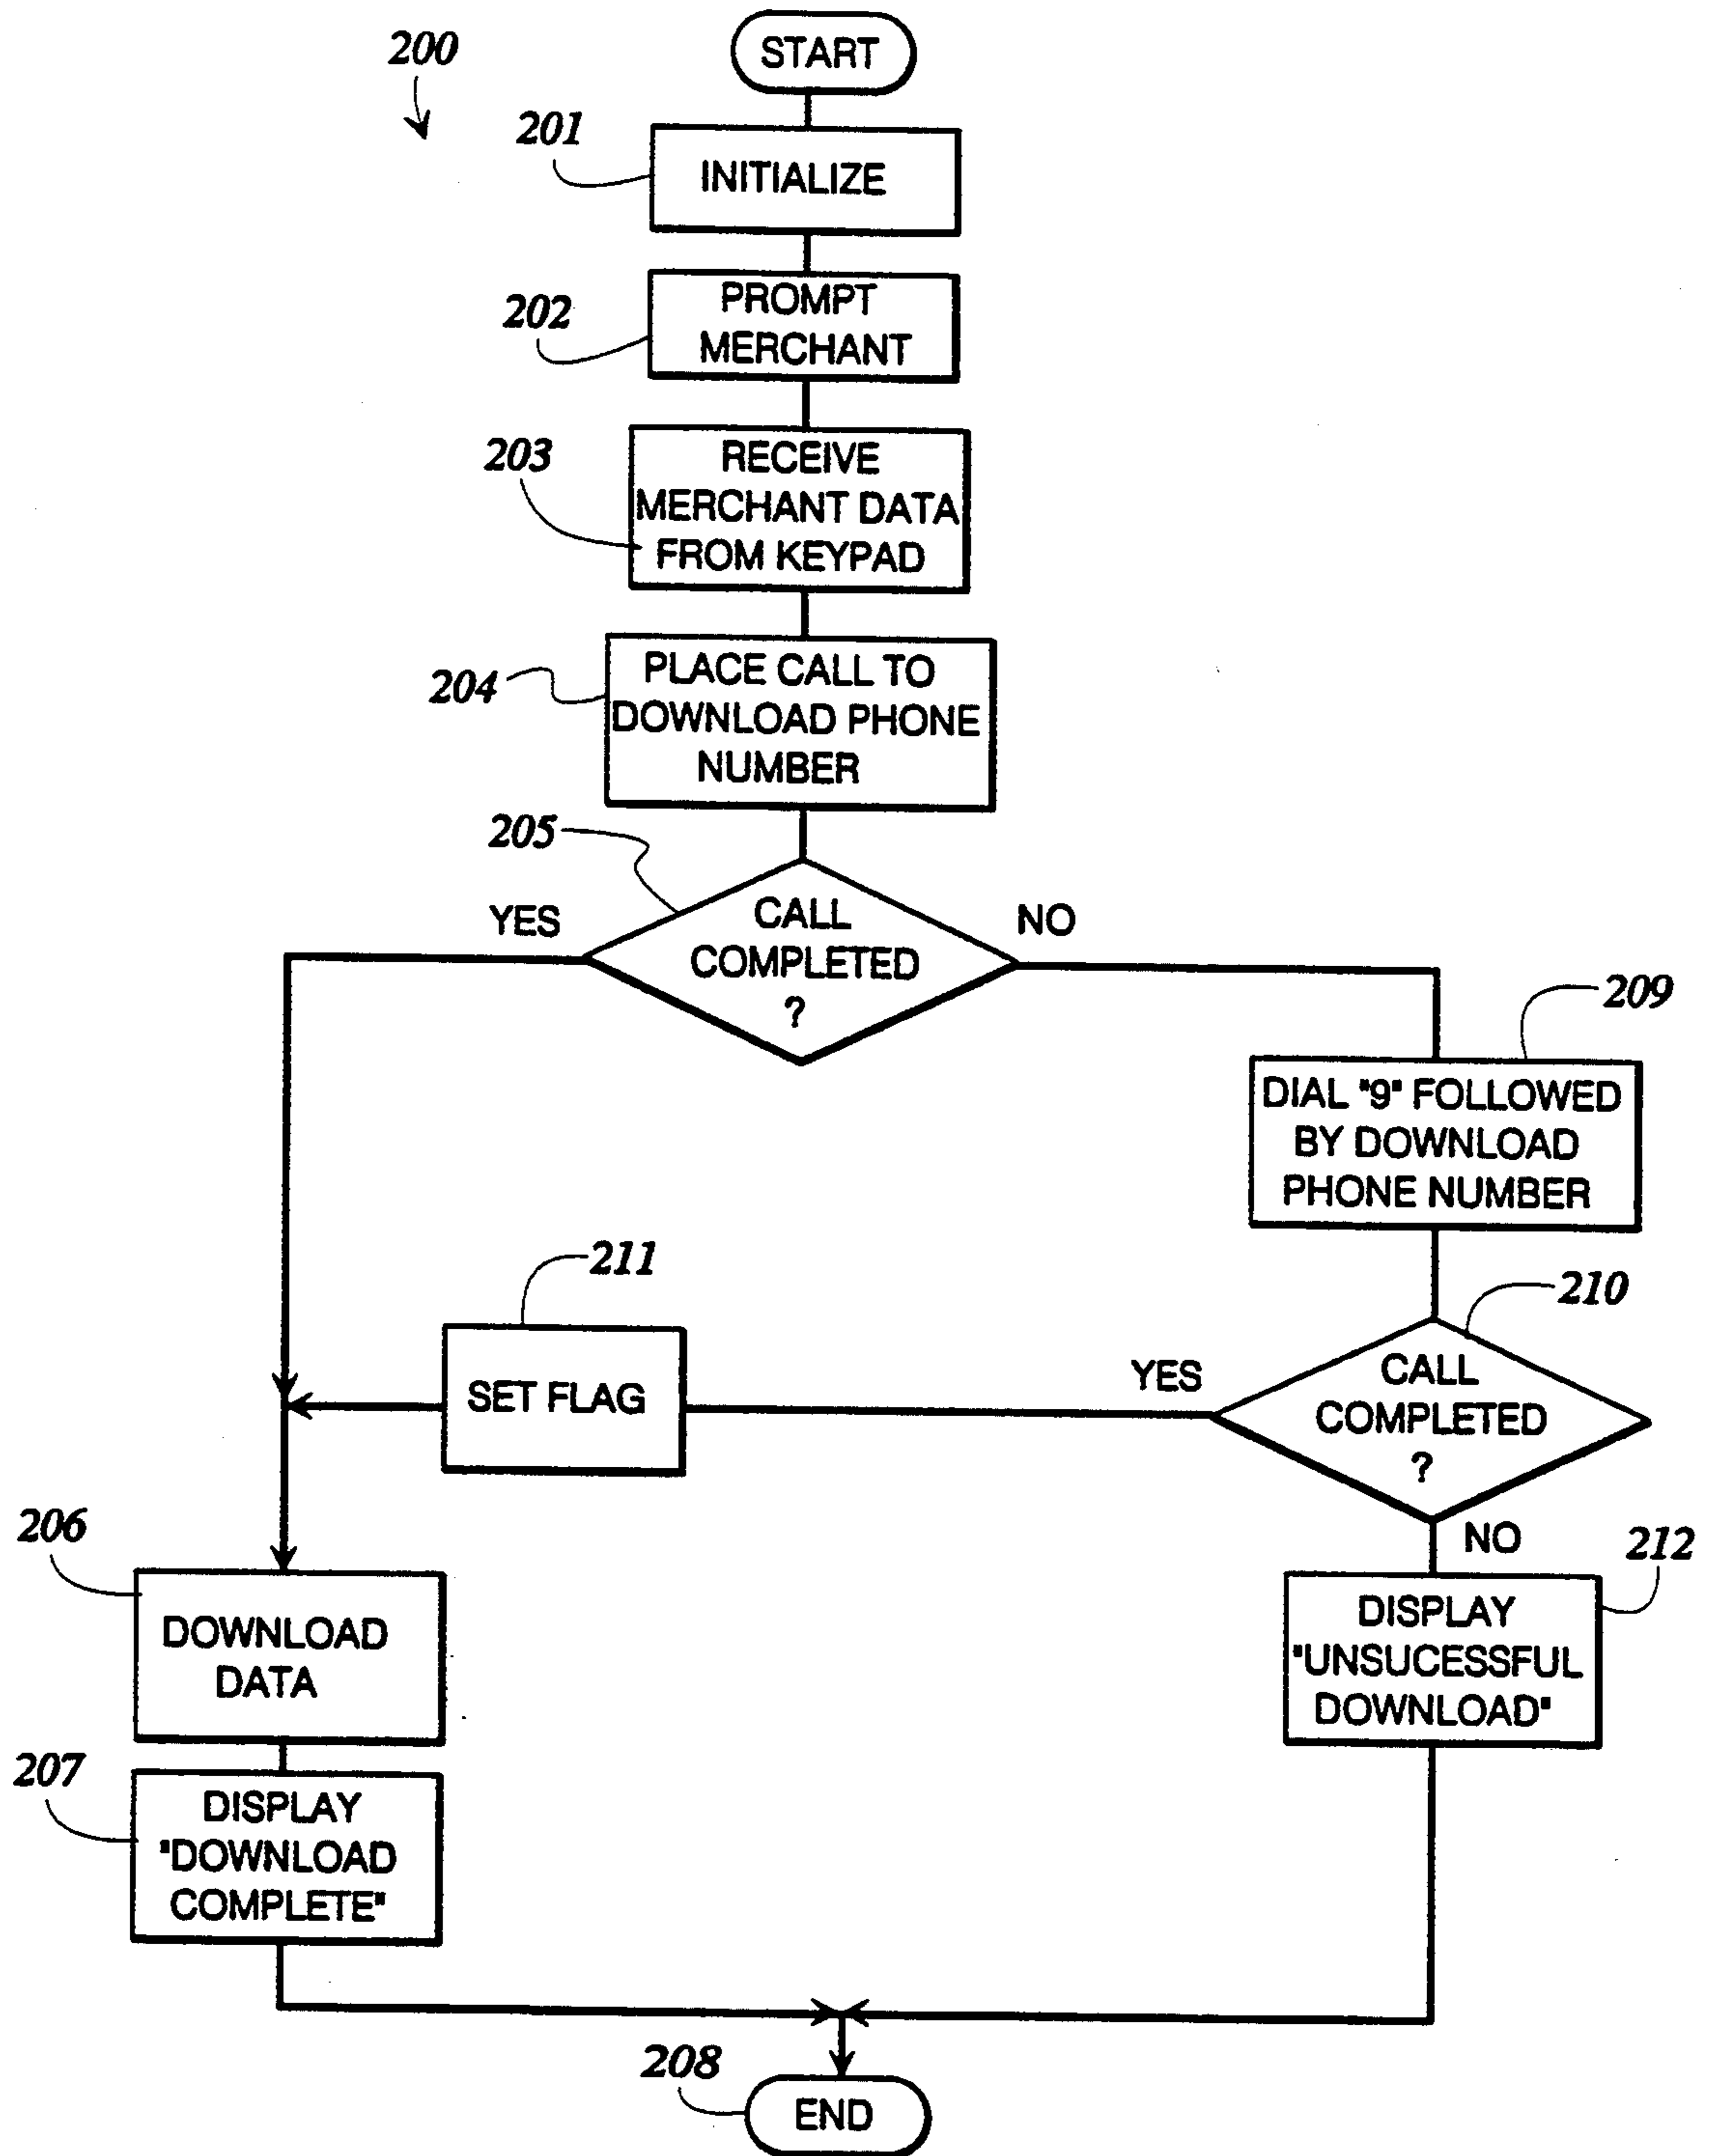 200
START
201
INITIALIZE
202
PROMPT
MERCHANT
203
RECEIVE
MERCHANT DATA
FROM KEYPAD
204
PLACE CALL TO
DOWNLOAD PHONE
NUMBER
205
YES
CALL
COMPLETED
?
NO
209
DIAL "9" FOLLOWED
BY DOWNLOAD
PHONE NUMBER
211
SET FLAG
210
YES
CALL
COMPLETED
?
NO
206
DOWNLOAD
DATA
212
DISPLAY
"UNSUCESSFUL
DOWNLOAD"
207
DISPLAY
"DOWNLOAD
COMPLETE"
208
END